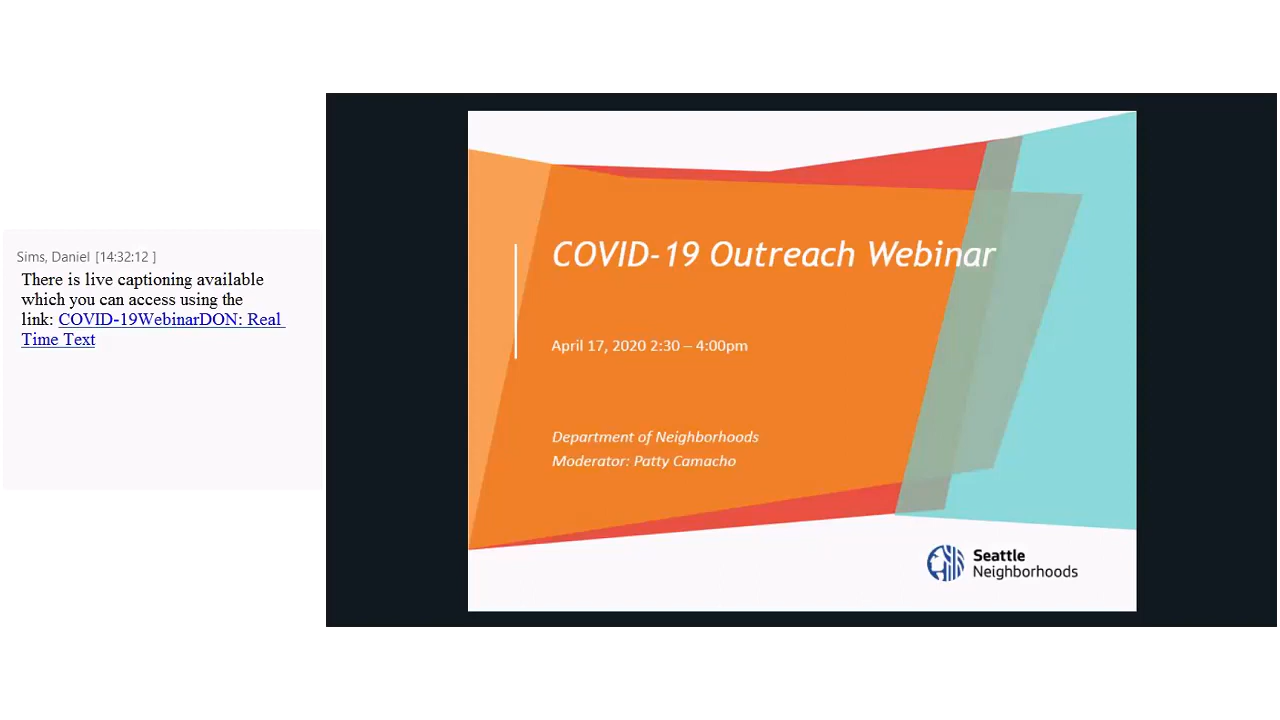 Sims, Daniel [14:32:12 ]
There is live captioning available
which you can access using the
link: COVID-19WebinarDON: Real
Time Text
COVID-19 Outreach Webinar
April 17, 2020 2:30 – 4:00pm
Department of Neighborhoods
Moderator: Patty Camacho
Seattle
Neighborhoods